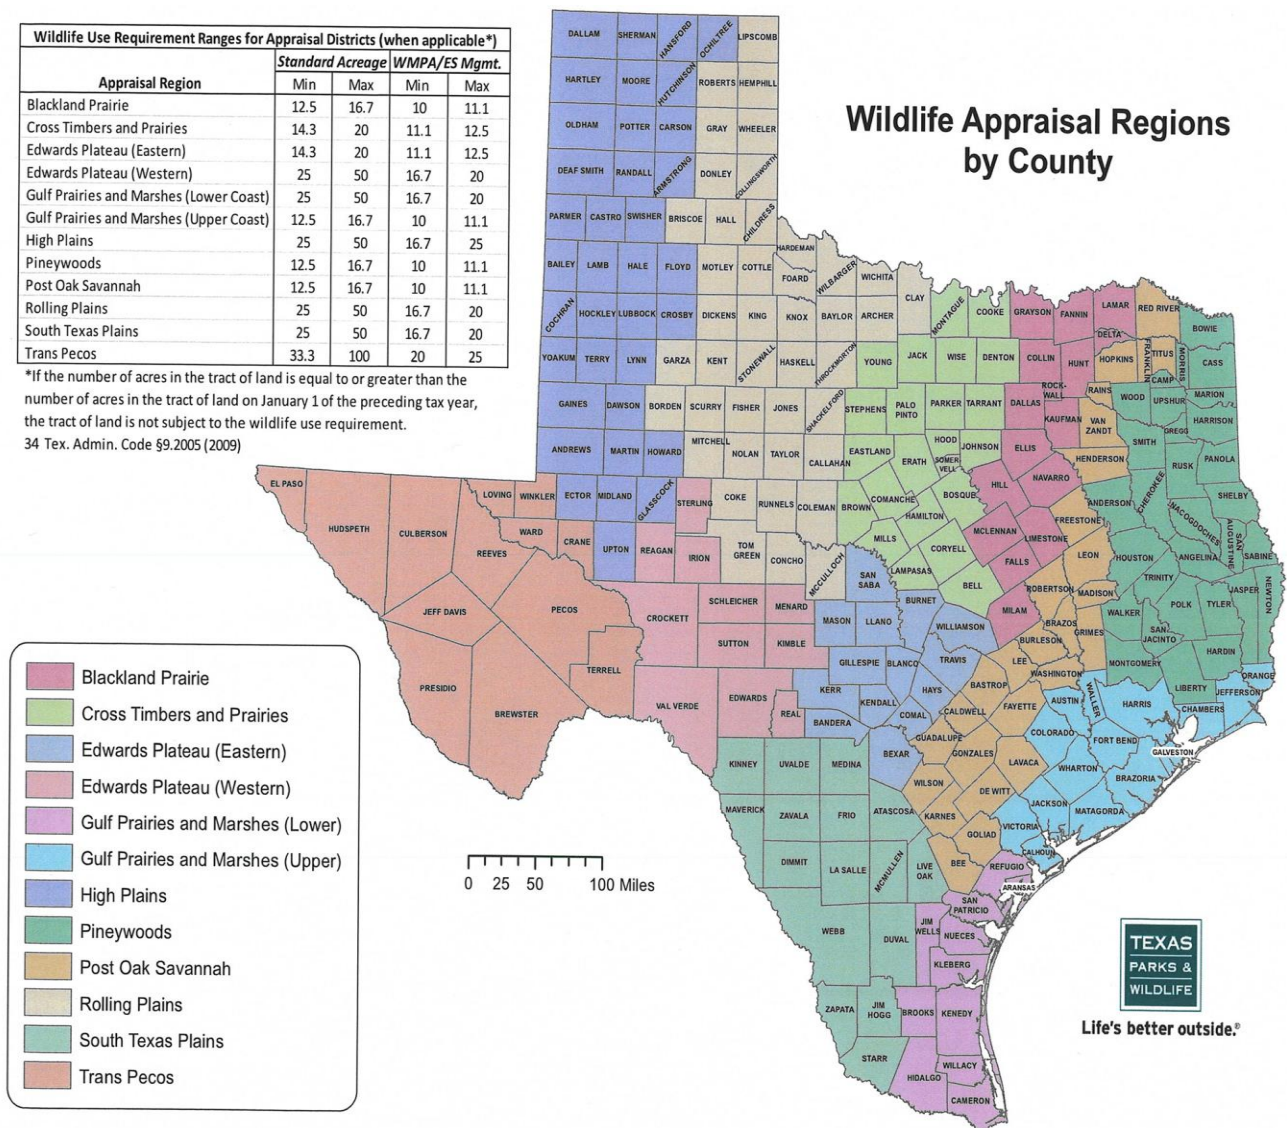 Wildlife Use Requirement Ranges for Appraisal Districts (when applicable*)
Standard Acreage WMPA/ES Mgmt.
Appraisal Region Min Max Min Max
Blackland Prairie 12.5 16.7 10 11.1
Cross Timbers and Prairies 14.3 20 11.1 12.5
Edwards Plateau (Eastern) 14.3 20 11.1 12.5
Edwards Plateau (Western) 25 50 16.7 20
Gulf Prairies and Marshes (Lower Coast) 25 50 16.7 20
Gulf Prairies and Marshes (Upper Coast) 12.5 16.7 10 11.1
High Plains 25 50 16.7 25
Pineywoods 12.5 16.7 10 11.1
Post Oak Savannah 12.5 16.7 10 11.1
Rolling Plains 25 50 16.7 20
South Texas Plains 25 50 16.7 20
Trans Pecos 33.3 100 20 25
*If the number of acres in the tract of land is equal to or greater than the
number of acres in the tract of land on January 1 of the preceding tax year,
the tract of land is not subject to the wildlife use requirement.
34 Tex. Admin. Code §9.2005 (2009)
Wildlife Appraisal Regions
by County
DALLAM SHERMAN HANSFORD OCHILTREE LIPSCOMB
HARTLEY MOORE HUTCHINSON ROBERTS HEMPHILL
OLDHAM POTTER CARSON GRAY WHEELER
DEAF SMITH RANDALL ARMSTRONG DONLEY COLLINGSWORTH
PARMER CASTRO SWISHER BRISCOE HALL CHILDRESS
HARDEMAN
BAILEY LAMB HALE FLOYD MOTLEY COTTLE FOARD WILBARGER WICHITA
CLAY MONTAGUE COOKE GRAYSON FANNIN LAMAR RED RIVER BOWIE
COCHRAN HOCKLEY LUBBOCK CROSBY DICKENS KING KNOX BAYLOR ARCHER
DELTA
YOAKUM TERRY LYNN GARZA KENT STONEWALL HASKELL THROCKMORTON YOUNG JACK WISE DENTON COLLIN HUNT HOPKINS FRANKLIN TITUS MORRIS CASS
CAMP
GAINES DAWSON BORDEN SCURRY FISHER JONES SHACKELFORD STEPHENS PALO PINTO PARKER TARRANT DALLAS ROCK-WALL KAUFMAN RAINS WOOD UPSHUR MARION
VAN ZANDT GREGG HARRISON
ANDREWS MARTIN HOWARD MITCHELL NOLAN TAYLOR CALLAHAN EASTLAND ERATH HOOD SOMER-VELL JOHNSON ELLIS HENDERSON SMITH RUSK PANOLA
EL PASO HUDSPETH CULBERSON REEVES LOVING WINKLER ECTOR MIDLAND GLASSCOCK STERLING COKE RUNNELS COLEMAN BROWN COMANCHE BOSQUE HILL NAVARRO ANDERSON CHEROKEE SHELBY
HAMILTON FREESTONE NACOGDOCHES
WARD CRANE UPTON REAGAN IRION TOM GREEN CONCHO MCCULLOCH MILLS CORYELL MCLENNAN LIMESTONE LEON HOUSTON ANGELINA SAN AUGUSTINE SABINE
SAN SABA LAMPASAS BELL FALLS ROBERTSON MADISON TRINITY JASPER NEWTON
JEFF DAVIS PECOS CROCKETT SCHLEICHER MENARD MASON LLANO BURNET WILLIAMSON MILAM BRAZOS GRIMES WALKER POLK TYLER
SUTTON KIMBLE BURLESON SAN JACINTO
PRESIDIO BREWSTER TERRELL GILLESPIE BLANCO TRAVIS LEE WASHINGTON MONTGOMERY HARDIN
VAL VERDE EDWARDS REAL KERR KENDALL HAYS BASTROP FAYETTE AUSTIN WALLER HARRIS LIBERTY ORANGE JEFFERSON CHAMBERS
BANDERA COMAL CALDWELL COLORADO FORT BEND GALVESTON
KINNEY UVALDE MEDINA BEXAR GUADALUPE GONZALES LAVACA WHARTON BRAZORIA
WILSON DE WITT JACKSON MATAGORDA
MAVERICK ZAVALA FRIO ATASCOSA KARNES GOLIAD VICTORIA CALHOUN
DIMMIT LA SALLE MCMULLEN LIVE OAK BEE REFUGIO ARANSAS
SAN PATRICIO
WEBB DUVAL JIM WELLS NUECES
KLEBERG
ZAPATA JIM HOGG BROOKS KENEDY
STARR HIDALGO WILLACY
CAMERON
Blackland Prairie
Cross Timbers and Prairies
Edwards Plateau (Eastern)
Edwards Plateau (Western)
Gulf Prairies and Marshes (Lower)
Gulf Prairies and Marshes (Upper)
High Plains
Pineywoods
Post Oak Savannah
Rolling Plains
South Texas Plains
Trans Pecos
0 25 50 100 Miles
TEXAS
PARKS &
WILDLIFE
Life's better outside.®